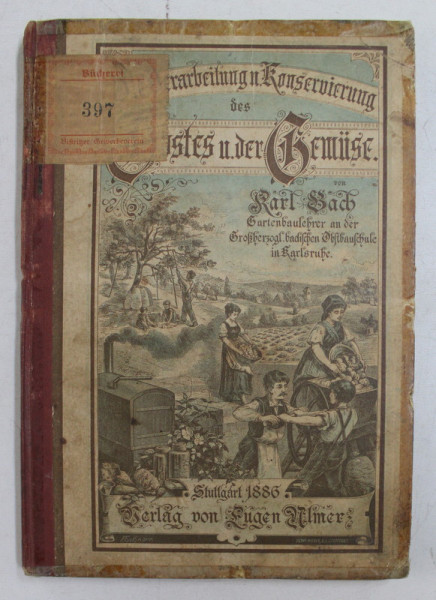 Bücherei
397
erarbeitung u Konservierung
des
Obstes u. der Gemüse.
von
Karl Bach
Gartenbaulehrer an der
Großherzogl. badischen Obstbauschule
in Karlsruhe.
Stuttgart 1886.
Verlag von Eugen Ulmer.